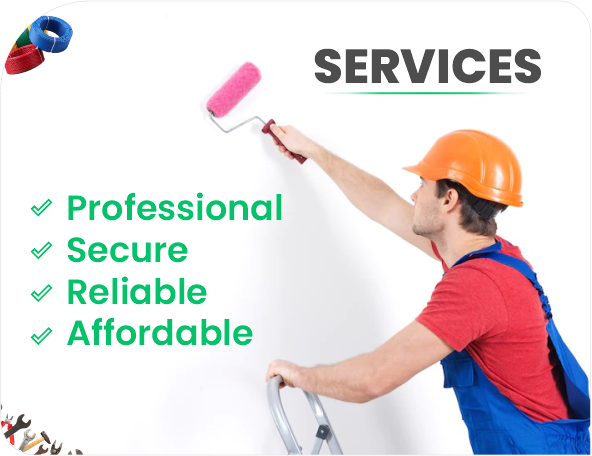 SERVICES
Professional
Secure
Reliable
Affordable